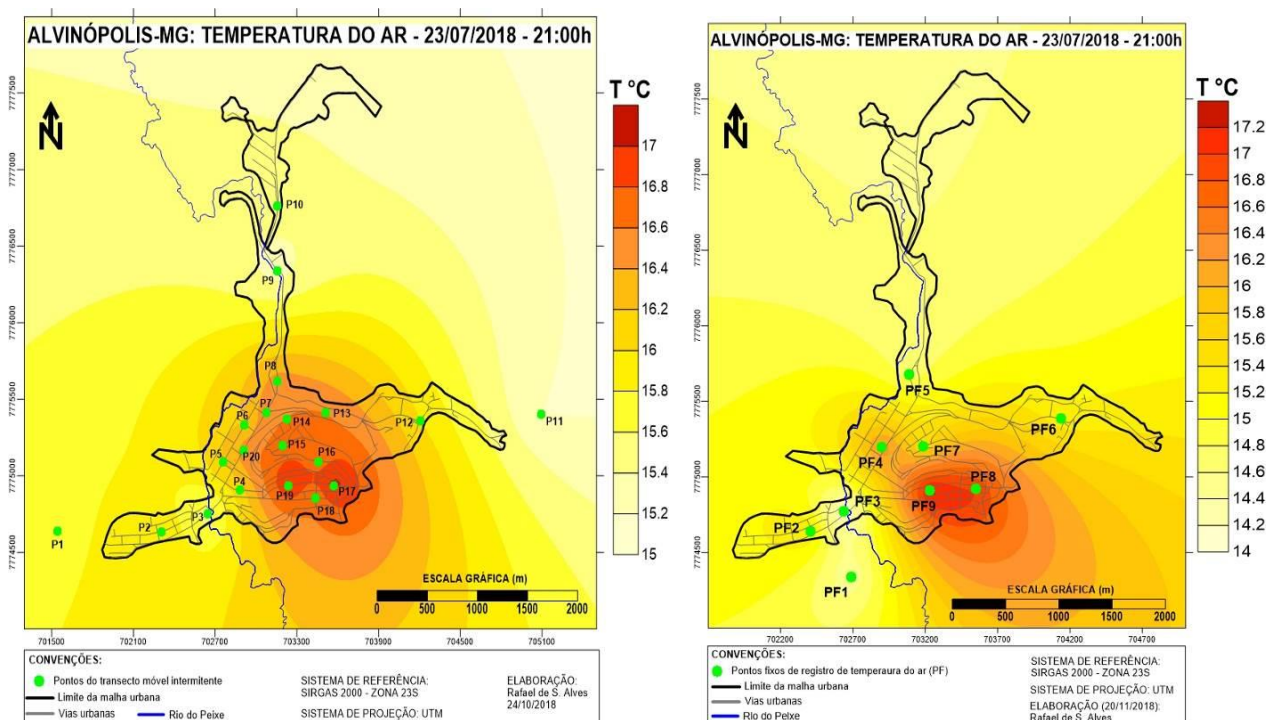 ALVINÓPOLIS-MG: TEMPERATURA DO AR - 23/07/2018 - 21:00h
T °C
17
16.8
16.6
16.4
16.2
16
15.8
15.6
15.4
15.2
15
N
7777500
7777000
7776500
7776000
7775500
7775000
7774500
P10
P9
P8
P7
P13
P6
P14
P12
P11
P15
P20
P16
P5
P4
P19
P17
P18
P3
P2
P1
ESCALA GRÁFICA (m)
0 500 1000 1500 2000
701500 702100 702700 703300 703900 704500 705100
CONVENÇÕES:
Pontos do transecto móvel intermitente
Limite da malha urbana
Vias urbanas
Rio do Peixe
SISTEMA DE REFERÊNCIA:
SIRGAS 2000 - ZONA 23S
SISTEMA DE PROJEÇÃO: UTM
ELABORAÇÃO:
Rafael de S. Alves
24/10/2018
ALVINÓPOLIS-MG: TEMPERATURA DO AR - 23/07/2018 - 21:00h
T °C
17.2
17
16.8
16.6
16.4
16.2
16
15.8
15.6
15.4
15.2
15
14.8
14.6
14.4
14.2
14
N
7777500
7777000
7776500
7776000
7775500
7775000
7774500
PF5
PF6
PF4
PF7
PF8
PF9
PF3
PF2
PF1
ESCALA GRÁFICA (m)
0 500 1000 1500 2000
702200 702700 703200 703700 704200 704700
CONVENÇÕES:
Pontos fixos de registro de temperaura do ar (PF)
Limite da malha urbana
Vias urbanas
Rio do Peixe
SISTEMA DE REFERÊNCIA:
SIRGAS 2000 - ZONA 23S
SISTEMA DE PROJEÇÃO: UTM
ELABORAÇÃO (20/11/2018):
Rafael de S. Alves